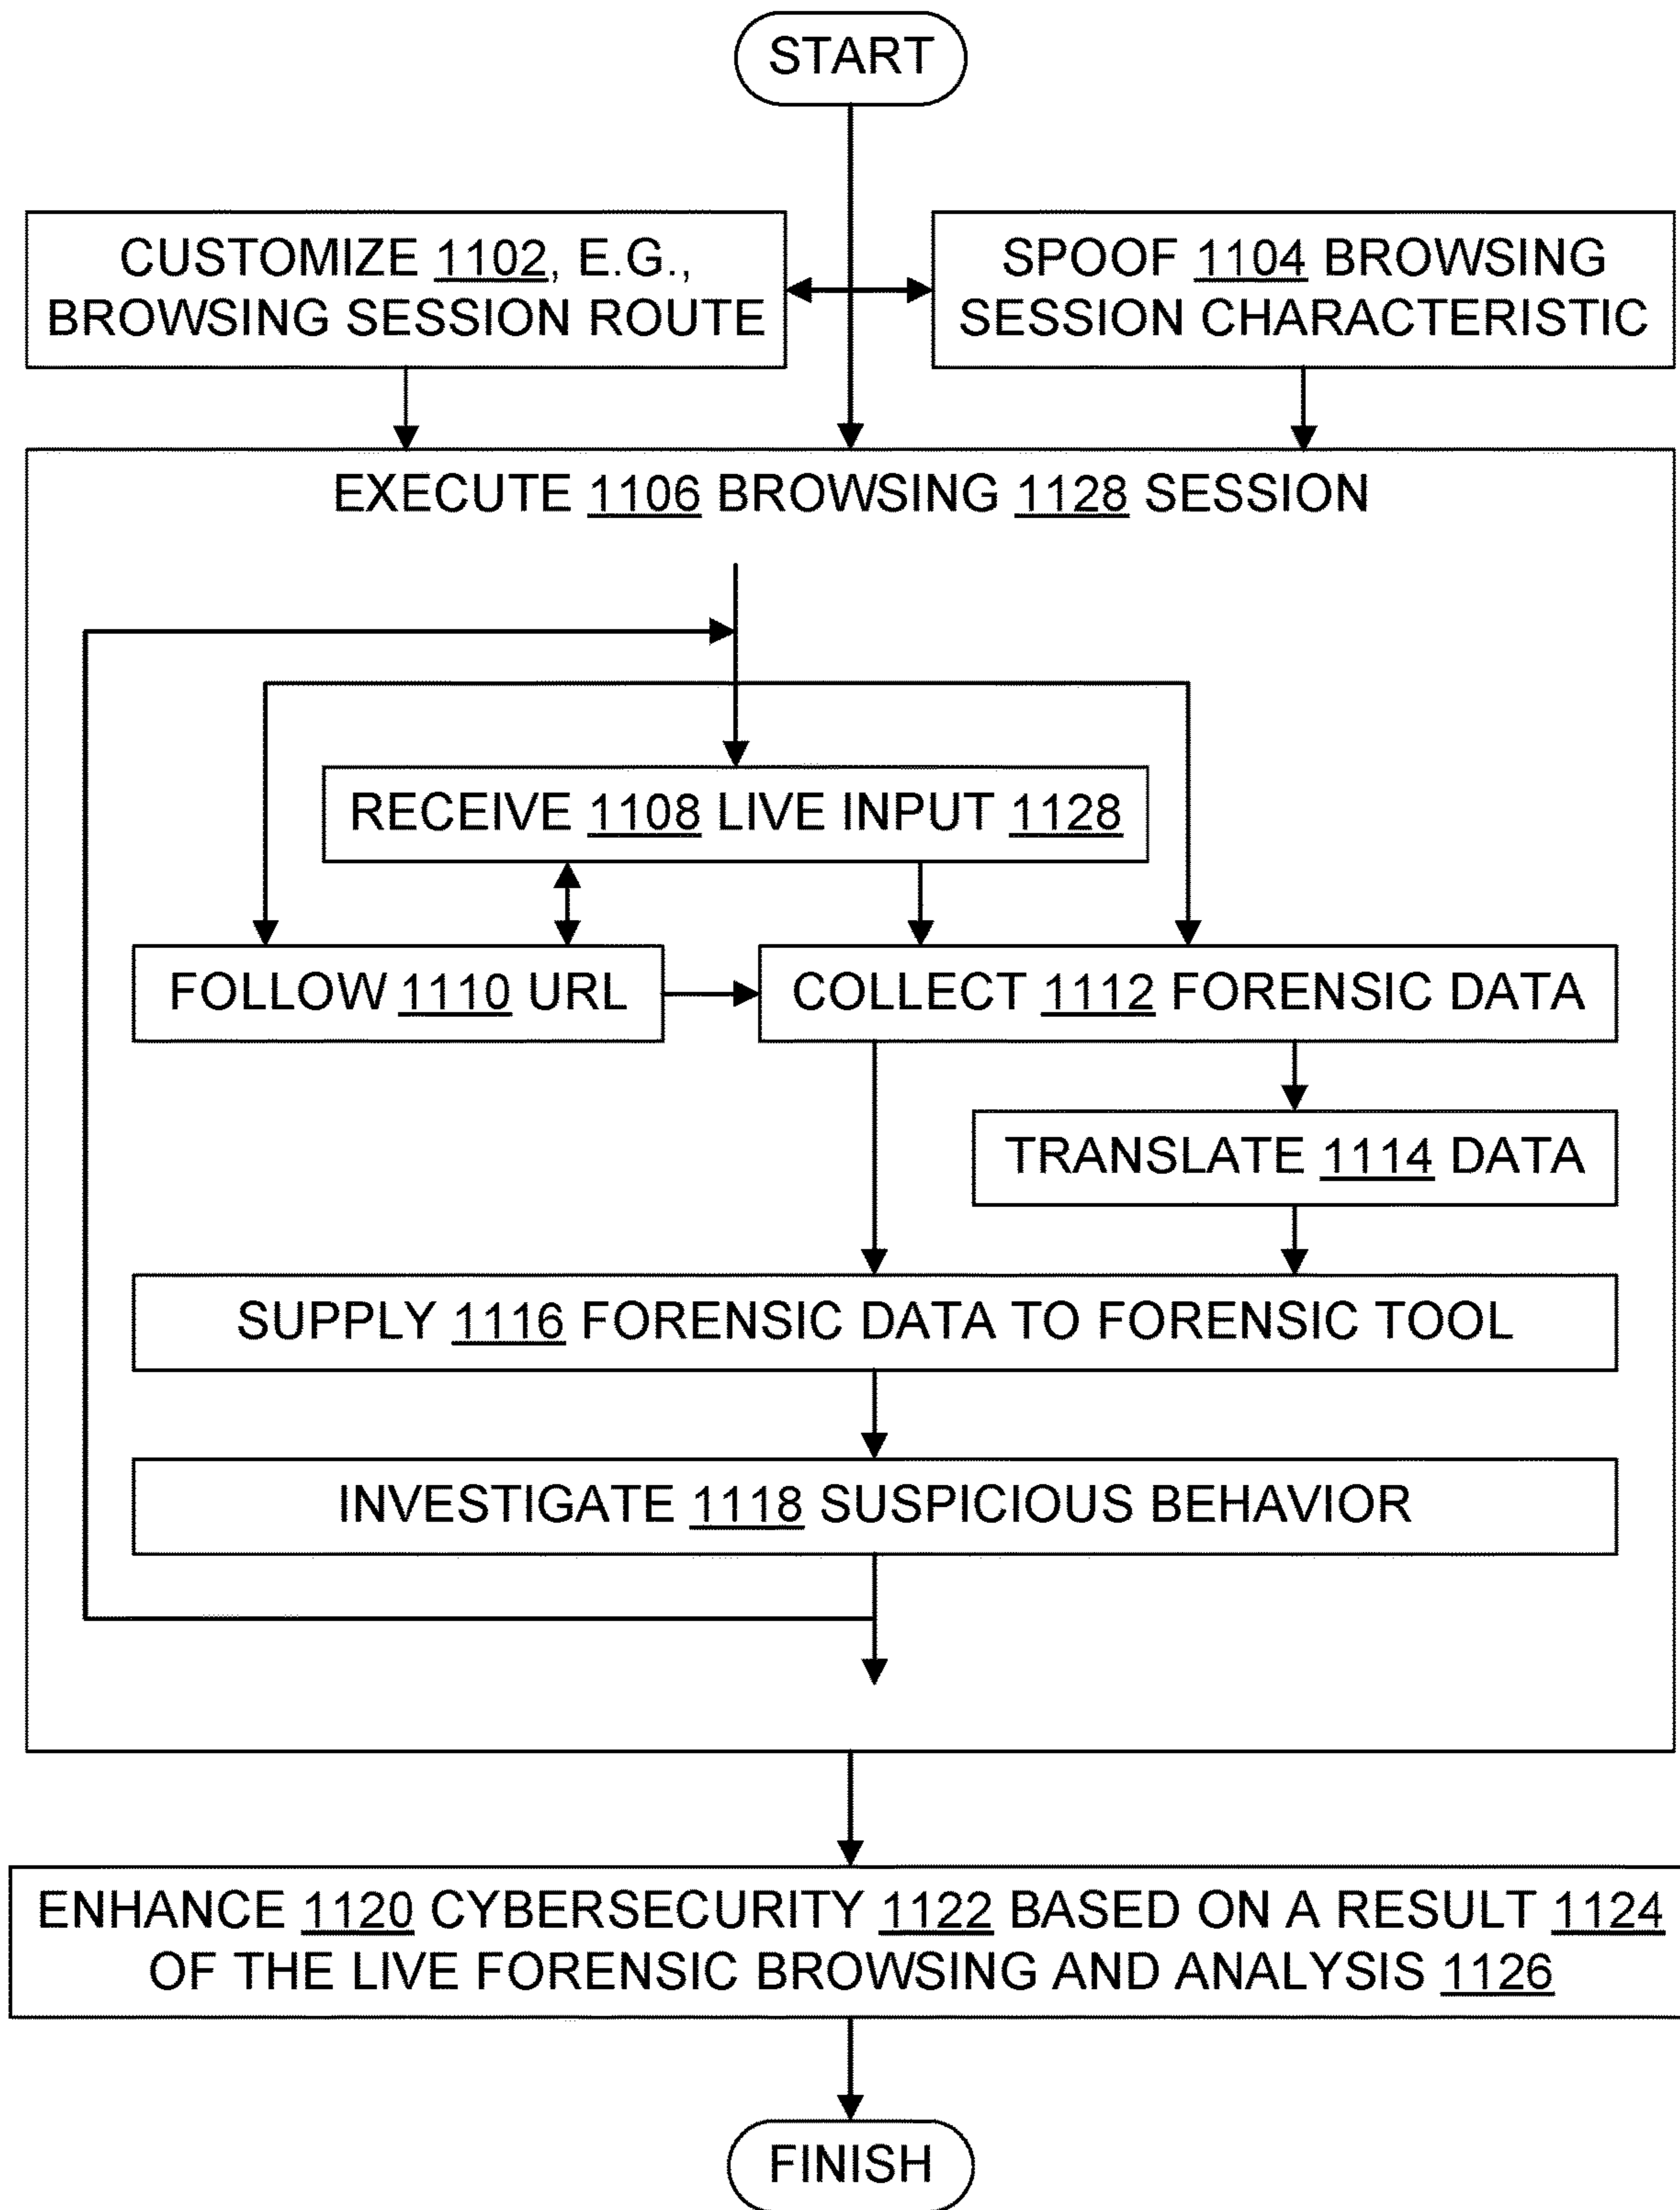 START
CUSTOMIZE 1102, E.G.,
BROWSING SESSION ROUTE
SPOOF 1104 BROWSING
SESSION CHARACTERISTIC
EXECUTE 1106 BROWSING 1128 SESSION
RECEIVE 1108 LIVE INPUT 1128
FOLLOW 1110 URL
COLLECT 1112 FORENSIC DATA
TRANSLATE 1114 DATA
SUPPLY 1116 FORENSIC DATA TO FORENSIC TOOL
INVESTIGATE 1118 SUSPICIOUS BEHAVIOR
ENHANCE 1120 CYBERSECURITY 1122 BASED ON A RESULT 1124
OF THE LIVE FORENSIC BROWSING AND ANALYSIS 1126
FINISH